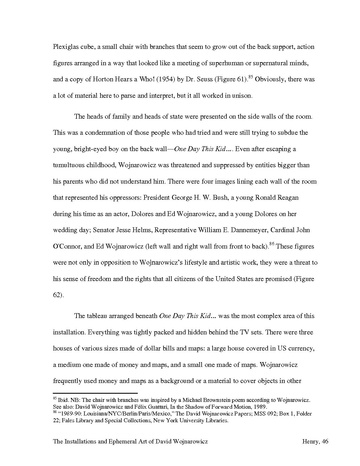 Plexiglas cube, a small chair with branches that seem to grow out of the back support, action
figures arranged in a way that looked like a meeting of superhuman or supernatural minds,
and a copy of Horton Hears a Who! (1954) by Dr. Seuss (Figure 61).85 Obviously, there was
a lot of material here to parse and interpret, but it all worked in unison.
The heads of family and heads of state were presented on the side walls of the room.
This was a condemnation of those people who had tried and were still trying to subdue the
young, bright-eyed boy on the back wall—One Day This Kid.... Even after escaping a
tumultuous childhood, Wojnarowicz was threatened and suppressed by entities bigger than
his parents who did not understand him. There were four images lining each wall of the room
that represented his oppressors: President George H. W. Bush, a young Ronald Reagan
during his time as an actor, Dolores and Ed Wojnarowicz, and a young Dolores on her
wedding day; Senator Jesse Helms, Representative William E. Dannemeyer, Cardinal John
O'Connor, and Ed Wojnarowicz (left wall and right wall from front to back).86 These figures
were not only in opposition to Wojnarowicz's lifestyle and artistic work, they were a threat to
his sense of freedom and the rights that all citizens of the United States are promised (Figure
62).
The tableau arranged beneath One Day This Kid... was the most complex area of this
installation. Everything was tightly packed and hidden behind the TV sets. There were three
houses of various sizes made of dollar bills and maps: a large house covered in US currency,
a medium one made of money and maps, and a small one made of maps. Wojnarowicz
frequently used money and maps as a background or a material to cover objects in other
85 Ibid. NB: The chair with branches was inspired by a Michael Brownstein poem according to Wojnarowicz.
See also: David Wojnarowicz and Félix Guattari, In the Shadow of Forward Motion, 1989.
86 "1989-90: Louisiana/NYC/Berlin/Paris/Mexico," The David Wojnarowicz Papers; MSS 092; Box 1, Folder
22; Fales Library and Special Collections, New York University Libraries.
The Installations and Ephemeral Art of David Wojnarowicz Henry, 46